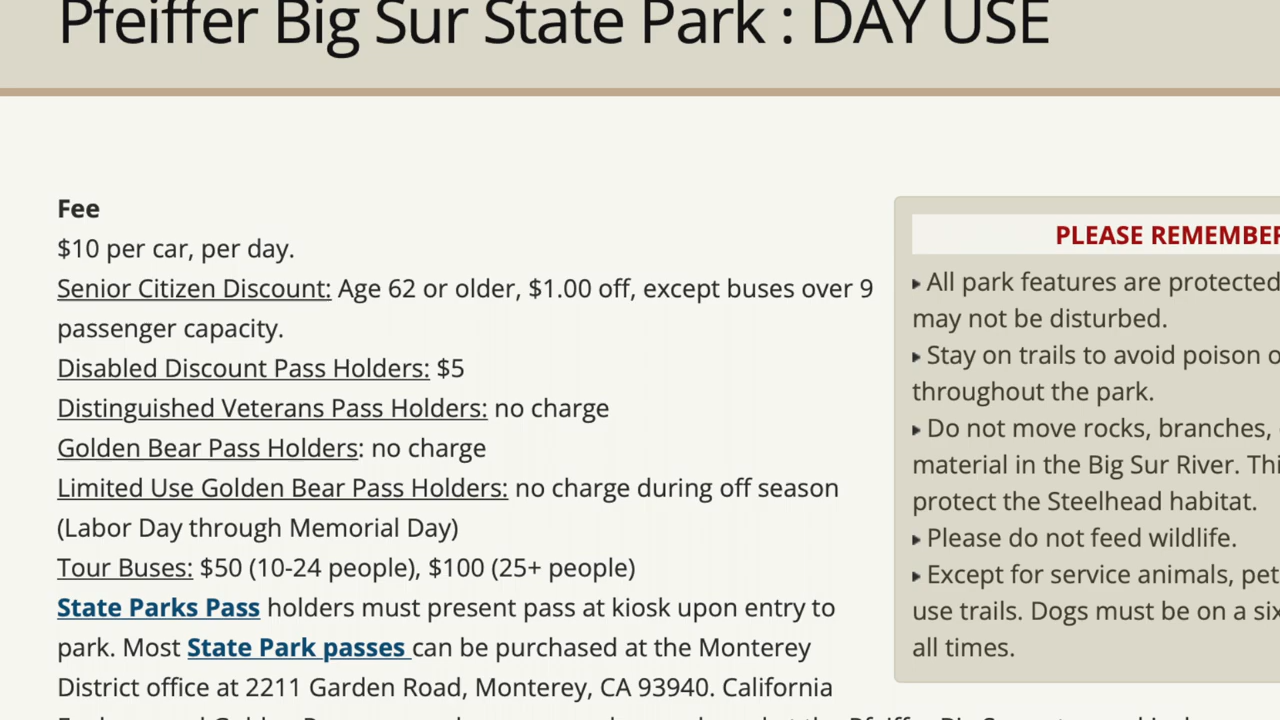 Pfeiffer Big Sur State Park : DAY USE
Fee
$10 per car, per day.
Senior Citizen Discount: Age 62 or older, $1.00 off, except buses over 9
passenger capacity.
Disabled Discount Pass Holders: $5
Distinguished Veterans Pass Holders: no charge
Golden Bear Pass Holders: no charge
Limited Use Golden Bear Pass Holders: no charge during off season
(Labor Day through Memorial Day)
Tour Buses: $50 (10-24 people), $100 (25+ people)
State Parks Pass holders must present pass at kiosk upon entry to
park. Most State Park passes can be purchased at the Monterey
District office at 2211 Garden Road, Monterey, CA 93940. California
PLEASE REMEMBER
▸ All park features are protected
may not be disturbed.
▸ Stay on trails to avoid poison
throughout the park.
▸ Do not move rocks, branches,
material in the Big Sur River.
protect the Steelhead habitat.
▸ Please do not feed wildlife.
▸ Except for service animals,
use trails. Dogs must be on a
all times.